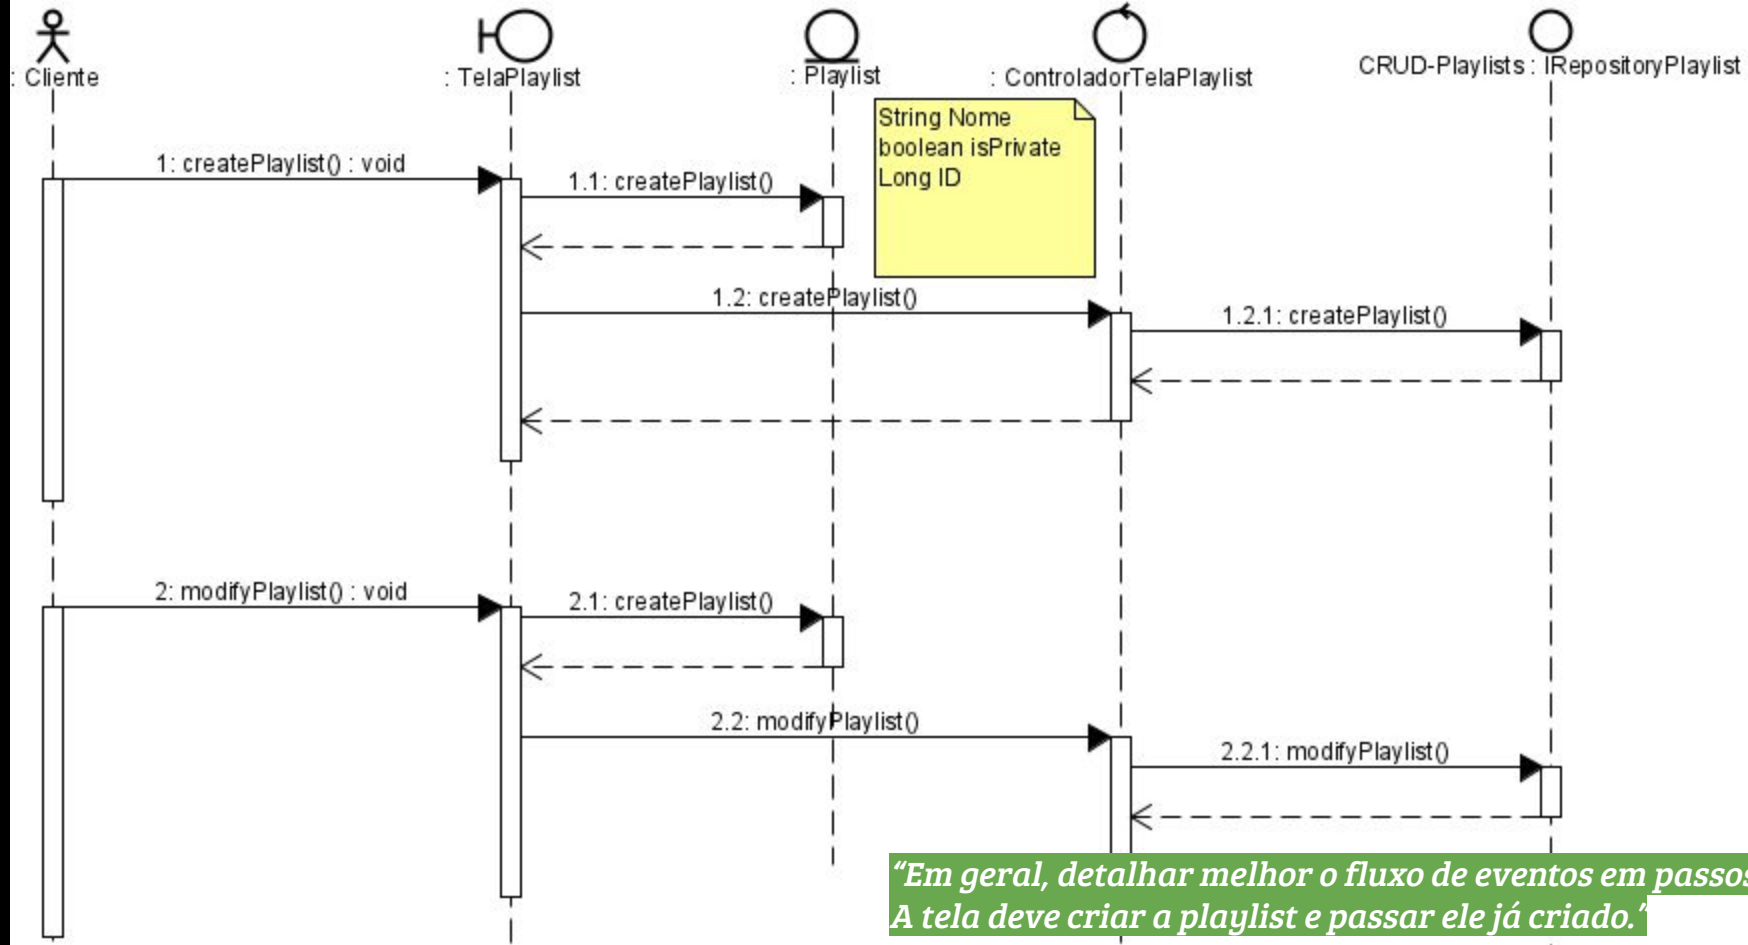 : Cliente
: TelaPlaylist
: Playlist
: ControladorTelaPlaylist
CRUD-Playlists : IRepositoryPlaylist
String Nome
boolean isPrivate
Long ID
1: createPlaylist() : void
1.1: createPlaylist()
1.2: createPlaylist()
1.2.1: createPlaylist()
2: modifyPlaylist() : void
2.1: createPlaylist()
2.2: modifyPlaylist()
2.2.1: modifyPlaylist()
“Em geral, detalhar melhor o fluxo de eventos em passos
A tela deve criar a playlist e passar ele já criado.”